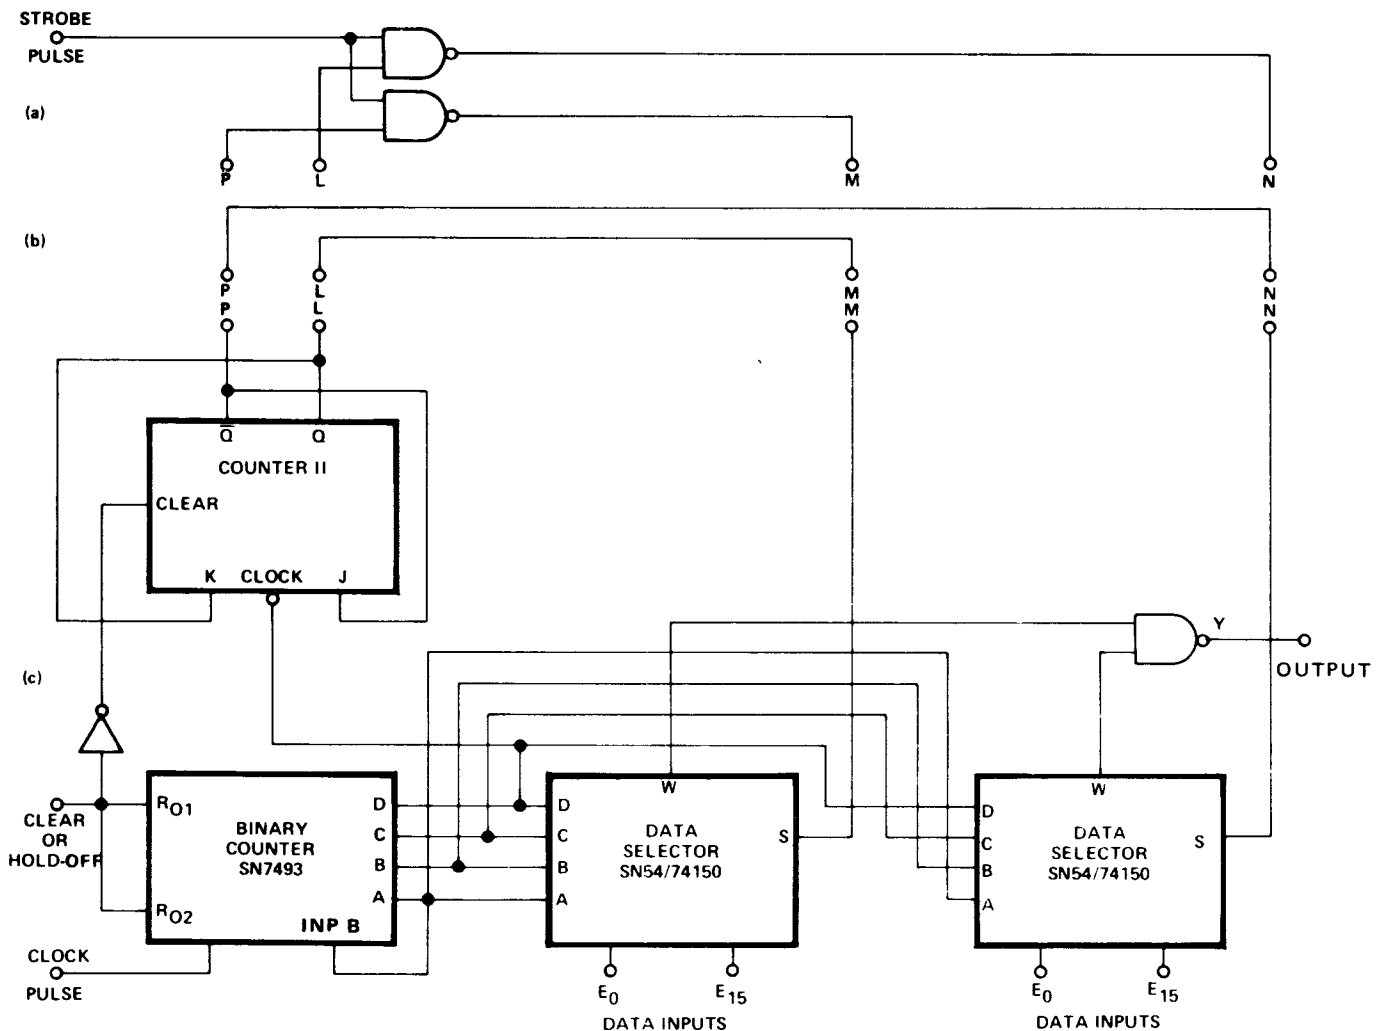 STROBE
PULSE
(a)
P
L
M
N
(b)
P
P
L
L
M
M
N
N
Q̅
Q
COUNTER II
CLEAR
K
CLOCK
J
Y
OUTPUT
(c)
CLEAR
OR
HOLD-OFF
R01
BINARY
COUNTER
SN7493
R02
D
C
B
A
INP B
CLOCK
PULSE
W
D
C
B
A
DATA
SELECTOR
SN54/74150
S
E0
E15
DATA INPUTS
W
D
C
B
A
DATA
SELECTOR
SN54/74150
S
E0
E15
DATA INPUTS